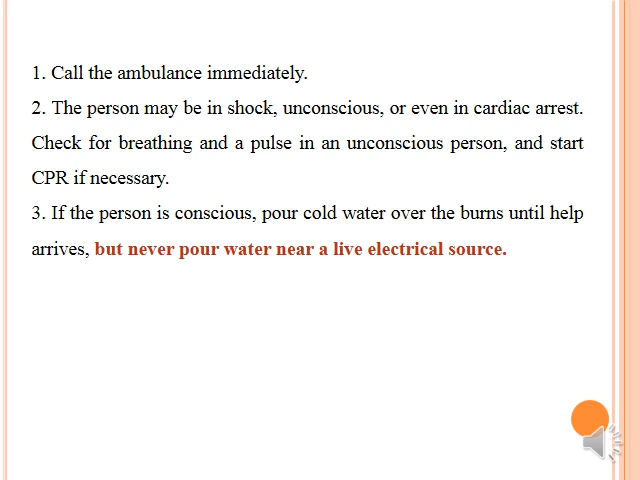 1. Call the ambulance immediately.
2. The person may be in shock, unconscious, or even in cardiac arrest.
Check for breathing and a pulse in an unconscious person, and start
CPR if necessary.
3. If the person is conscious, pour cold water over the burns until help
arrives, but never pour water near a live electrical source.